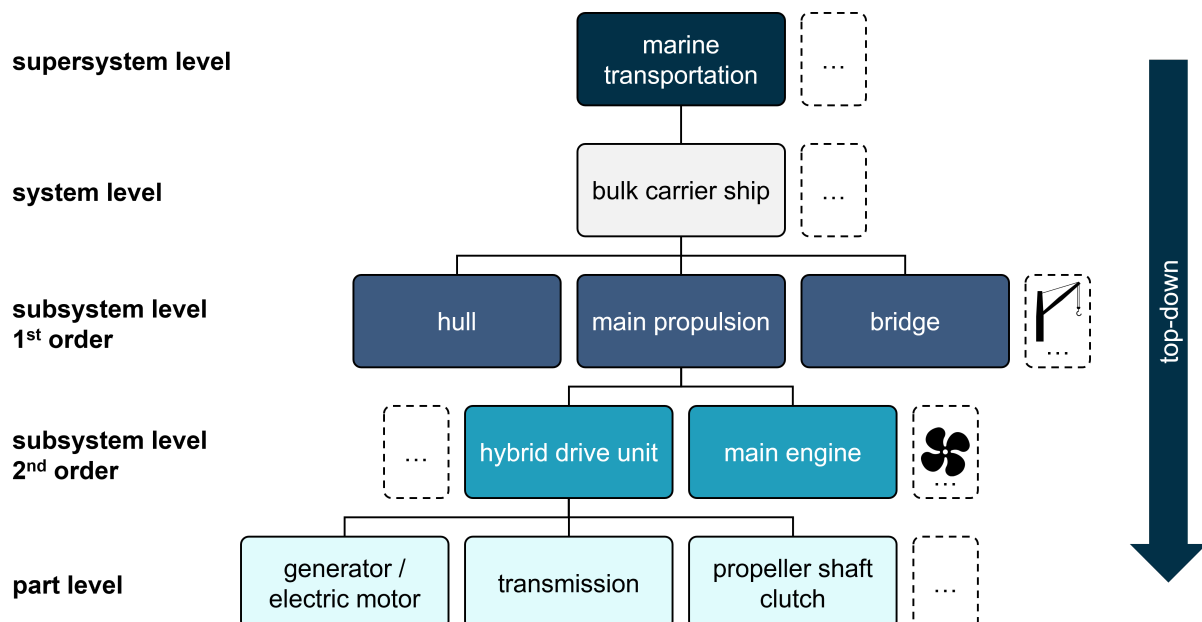 supersystem level
marine
transportation
...
system level
bulk carrier ship
...
subsystem level
1st order
hull
main propulsion
bridge
...
subsystem level
2nd order
...
hybrid drive unit
main engine
...
part level
generator /
electric motor
transmission
propeller shaft
clutch
...
top-down